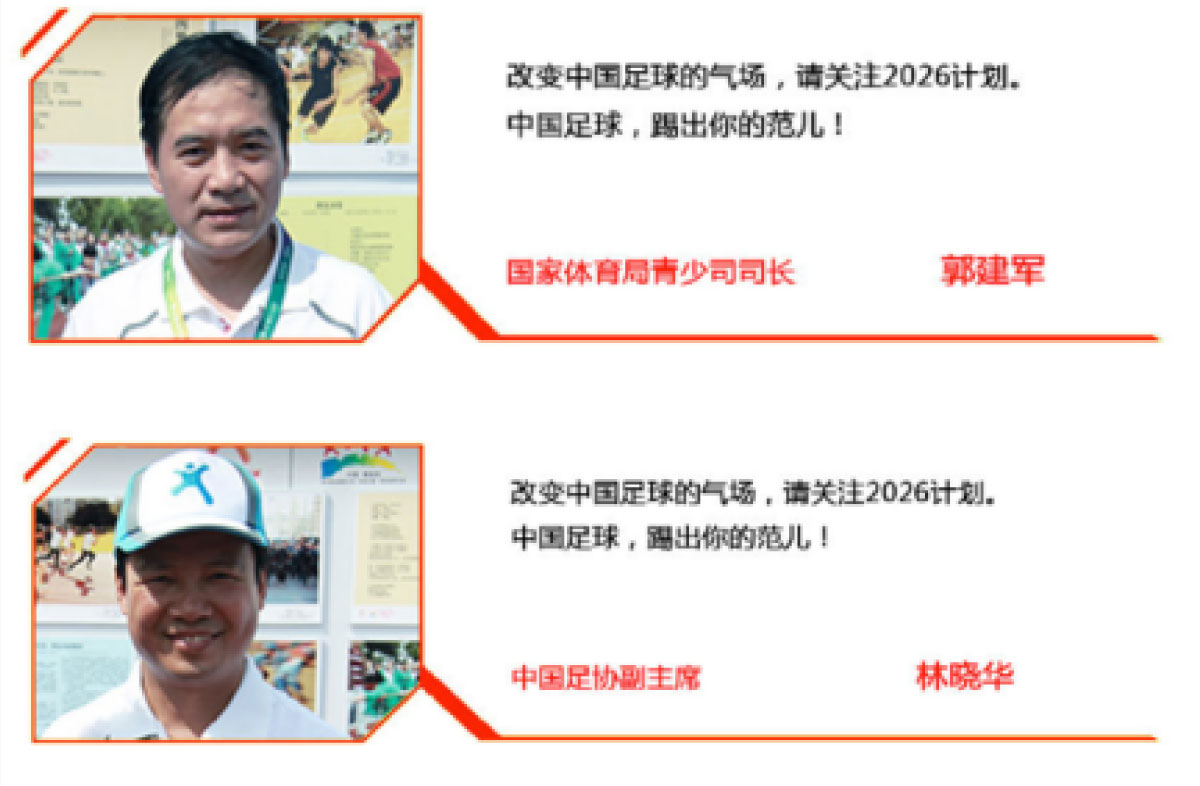 改变中国足球的气场，请关注2026计划。
中国足球，踢出你的范儿！
国家体育局青少司司长 郭建军
改变中国足球的气场，请关注2026计划。
中国足球，踢出你的范儿！
中国足协副主席 林晓华